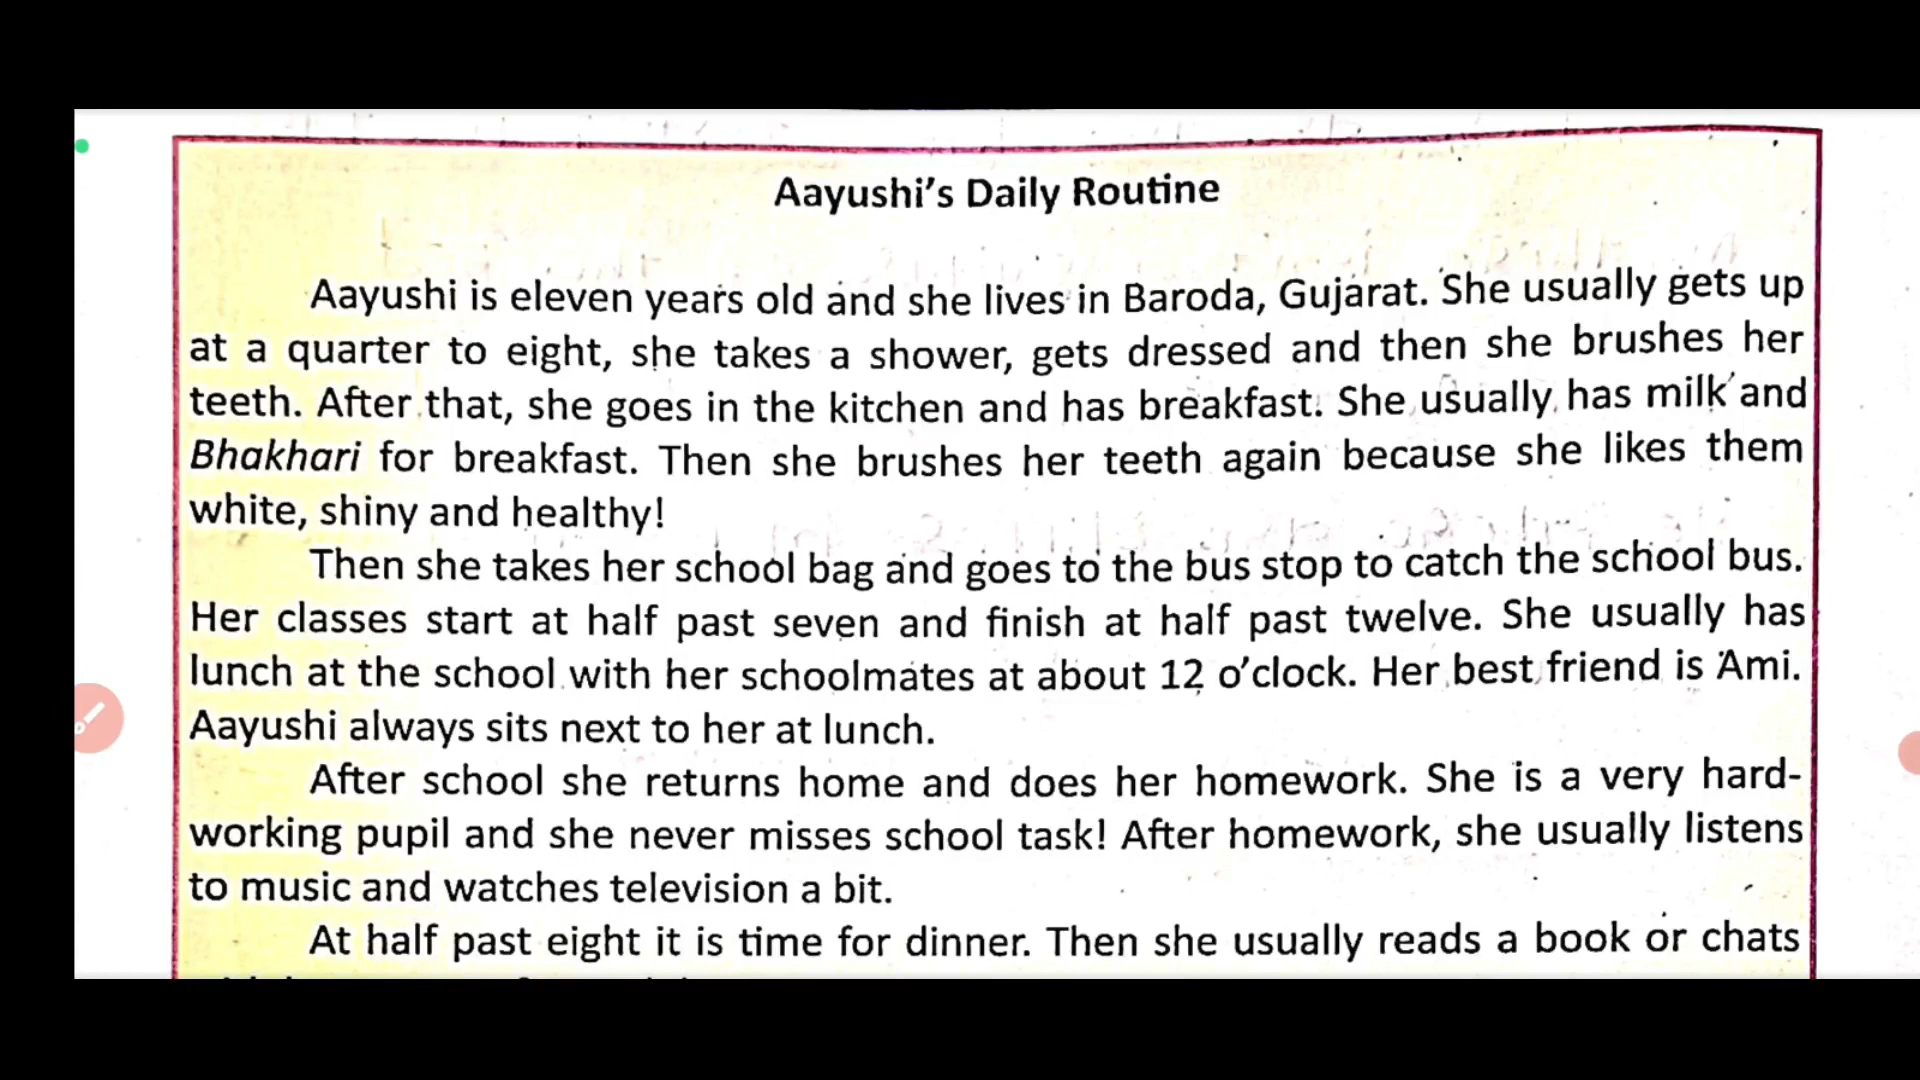 Aayushi’s Daily Routine
Aayushi is eleven years old and she lives in Baroda, Gujarat. She usually gets up
at a quarter to eight, she takes a shower, gets dressed and then she brushes her
teeth. After that, she goes in the kitchen and has breakfast. She usually has milk and
Bhakhari for breakfast. Then she brushes her teeth again because she likes them
white, shiny and healthy!
Then she takes her school bag and goes to the bus stop to catch the school bus.
Her classes start at half past seven and finish at half past twelve. She usually has
lunch at the school with her schoolmates at about 12 o’clock. Her best friend is Ami.
Aayushi always sits next to her at lunch.
After school she returns home and does her homework. She is a very hard-
working pupil and she never misses school task! After homework, she usually listens
to music and watches television a bit.
At half past eight it is time for dinner. Then she usually reads a book or chats